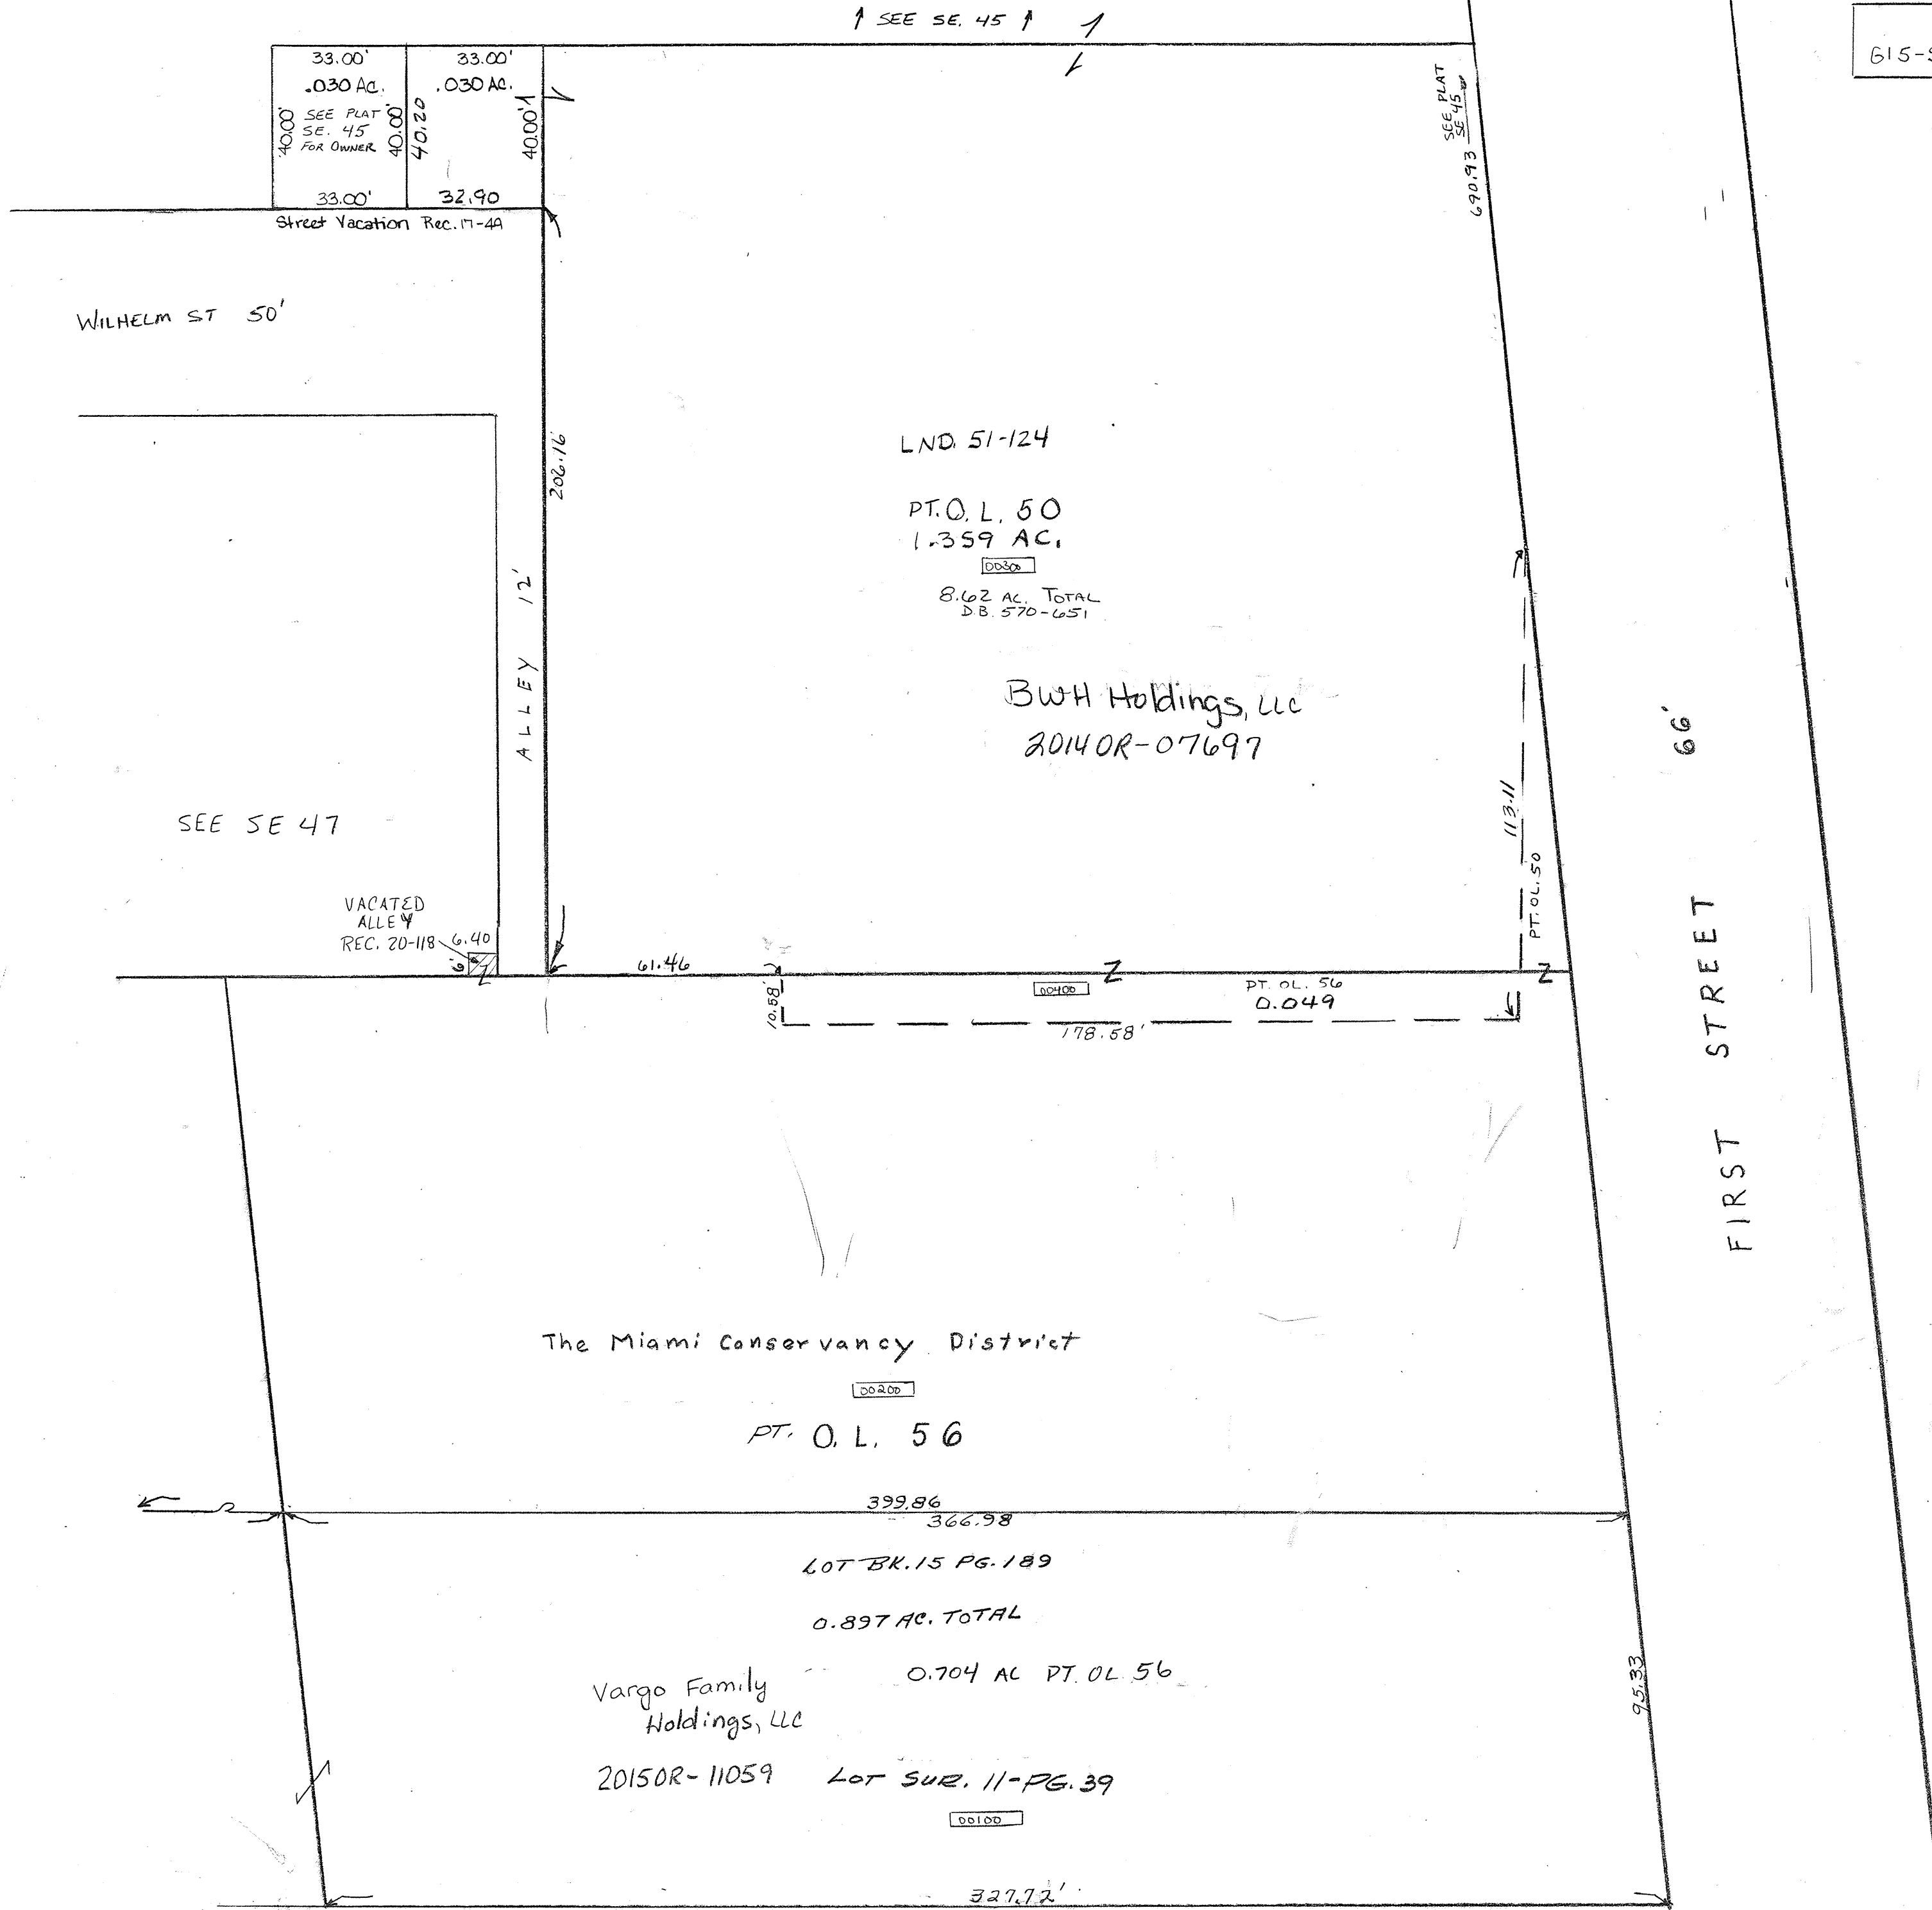 ↑ SEE SE. 45 ↑
33.00'
33.00'
.030 AC.
.030 AC.
40.00'
SEE PLAT
SE. 45
FOR OWNER
40.00'
40.20
40.00'
33.00'
32.90
Street Vacation Rec. 17-49
SEE PLAT
SE 45
690.93
WILHELM ST 50'
202.16
ALLEY 12'
LND. 51-124
PT. O. L. 50
1.359 AC.
00300
8.62 AC. TOTAL
D.B. 570-651
BWH Holdings, LLC
2014OR-07697
113.11
PT. OL. 50
FIRST STREET 66'
SEE SE 47
VACATED
ALLEY
REC. 20-118
6.40
6'
61.46
10.58'
00400
PT. OL. 56
0.049
178.58'
The Miami Conservancy District
00200
PT. O. L. 56
399.86
366.98
LOT BK. 15 PG. 189
0.897 AC. TOTAL
0.704 AC PT. OL 56
Vargo Family
Holdings, LLC
2015OR-11059
LOT SUR. 11-PG. 39
00100
95.33
327.72'